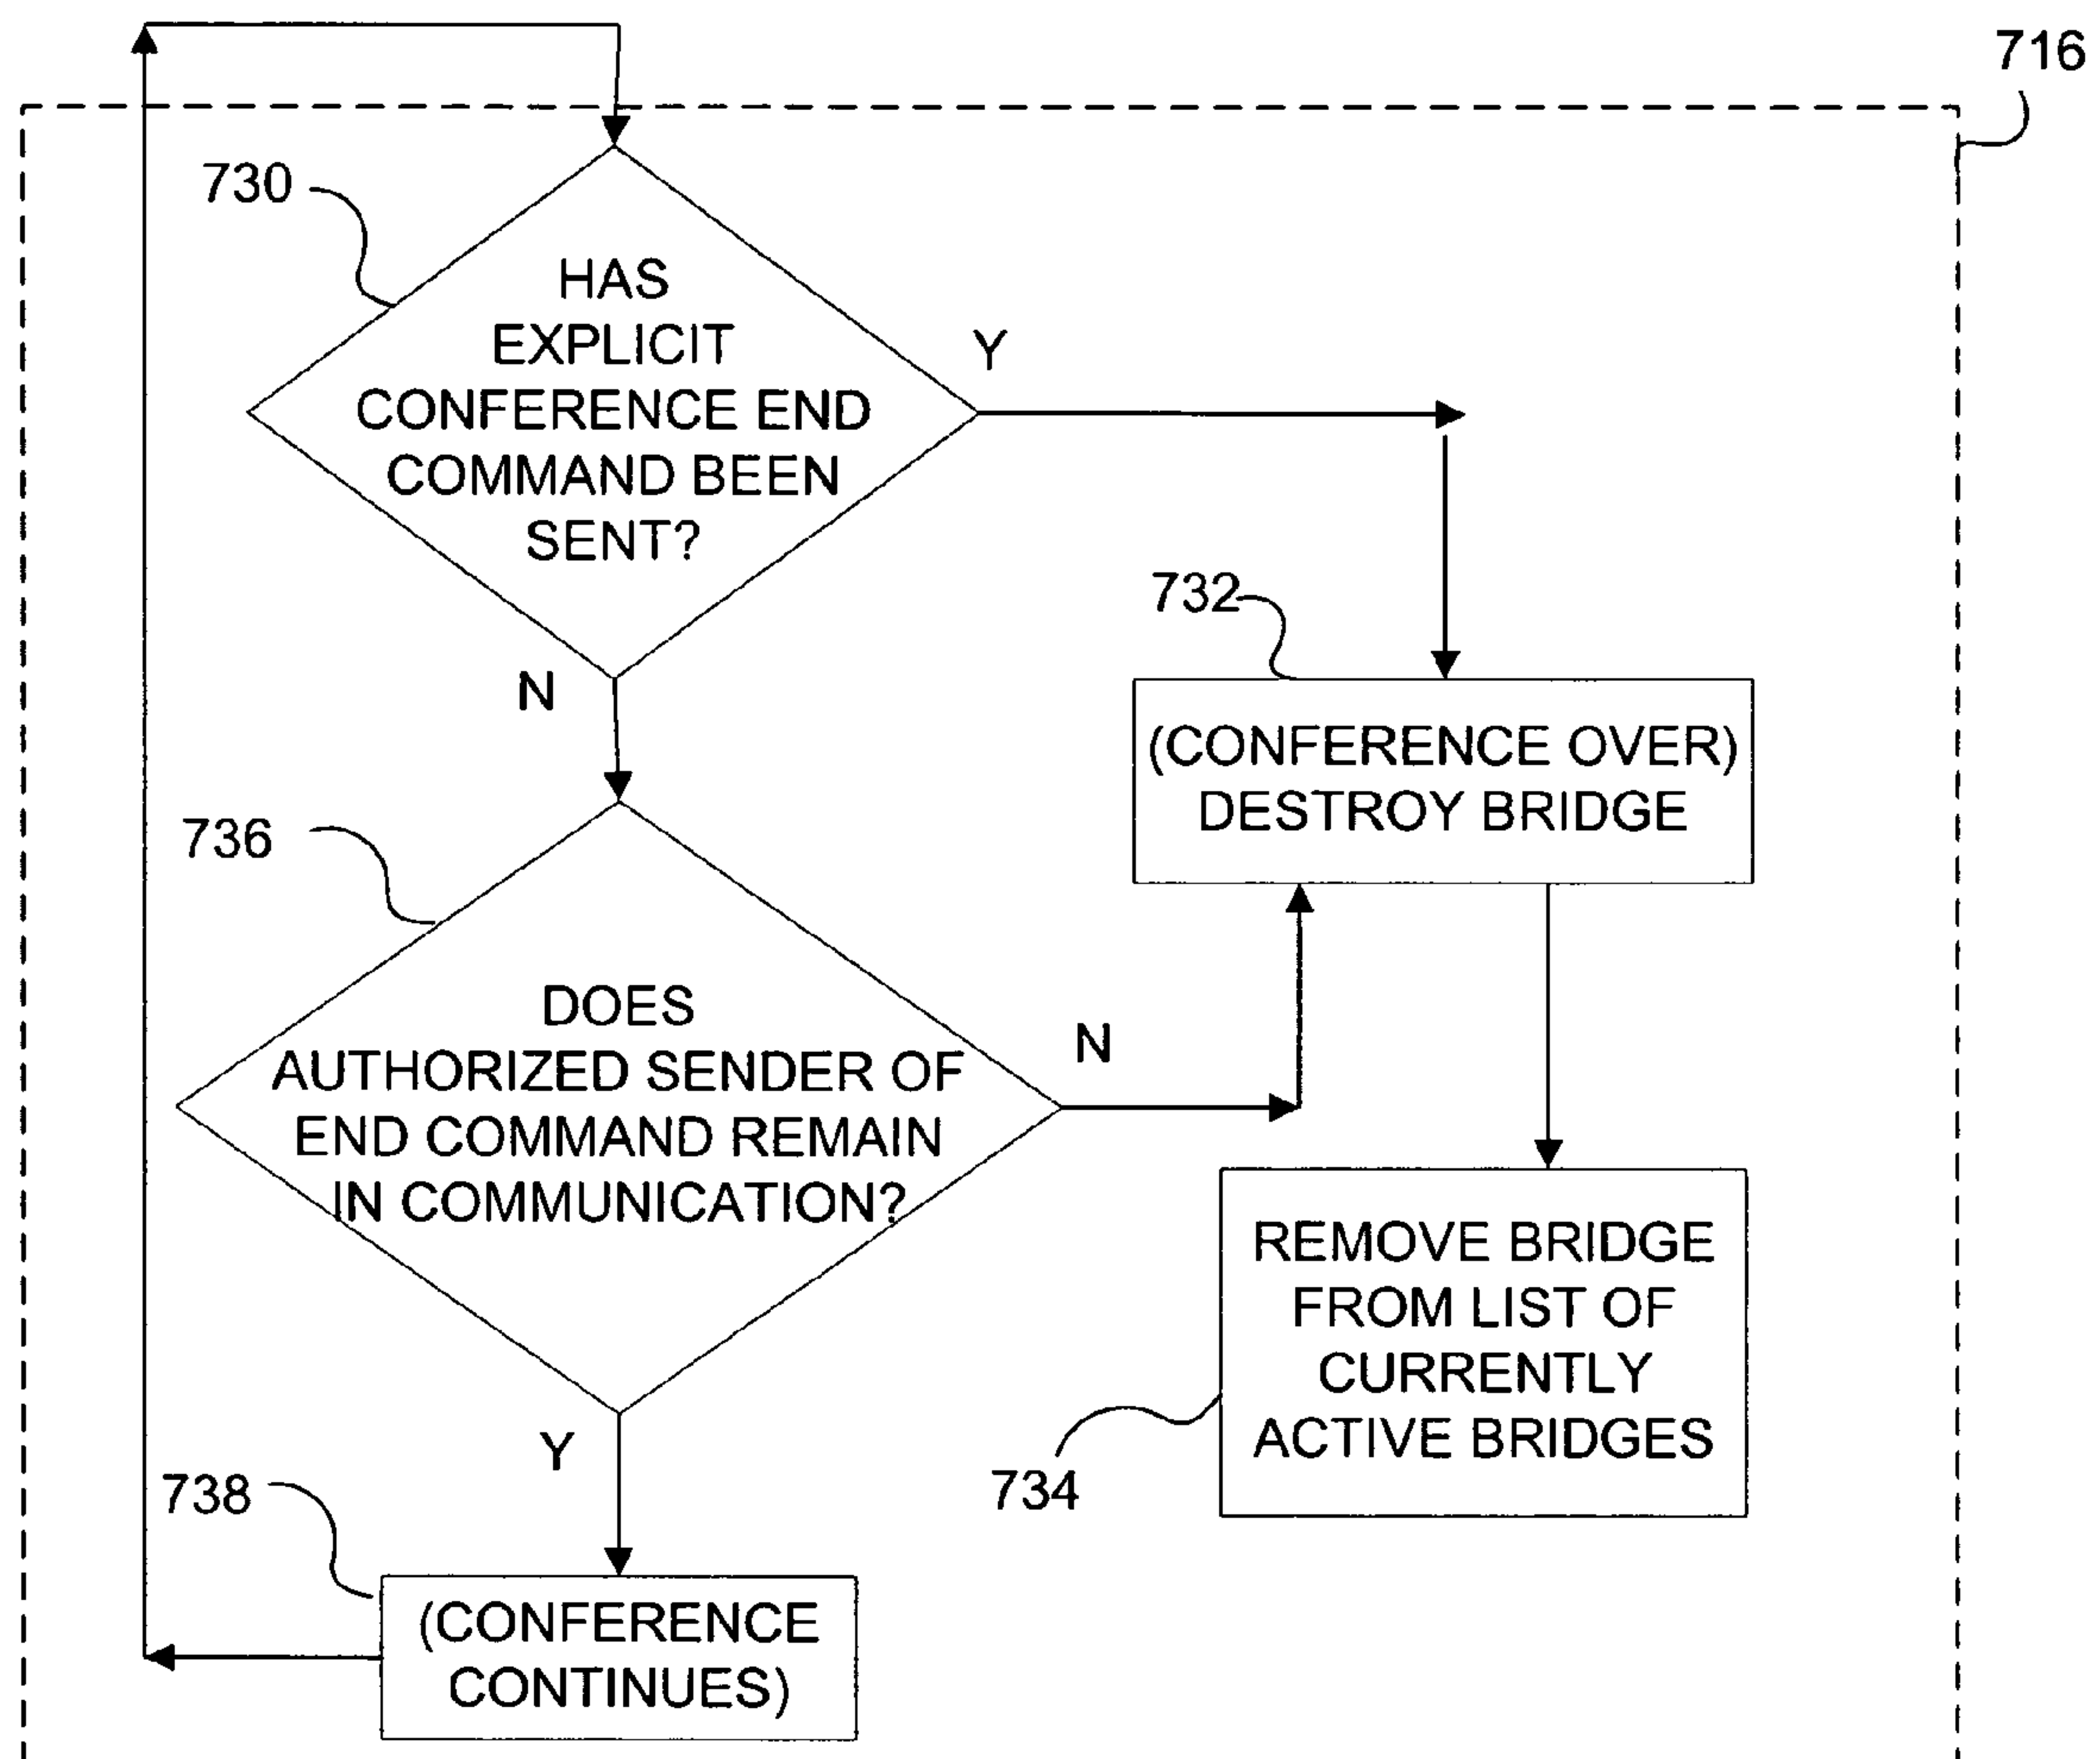 716
730
HAS
EXPLICIT
CONFERENCE END
COMMAND BEEN
SENT?
Y
N
732
(CONFERENCE OVER)
DESTROY BRIDGE
736
DOES
AUTHORIZED SENDER OF
END COMMAND REMAIN
IN COMMUNICATION?
N
Y
REMOVE BRIDGE
FROM LIST OF
CURRENTLY
ACTIVE BRIDGES
734
738
(CONFERENCE
CONTINUES)